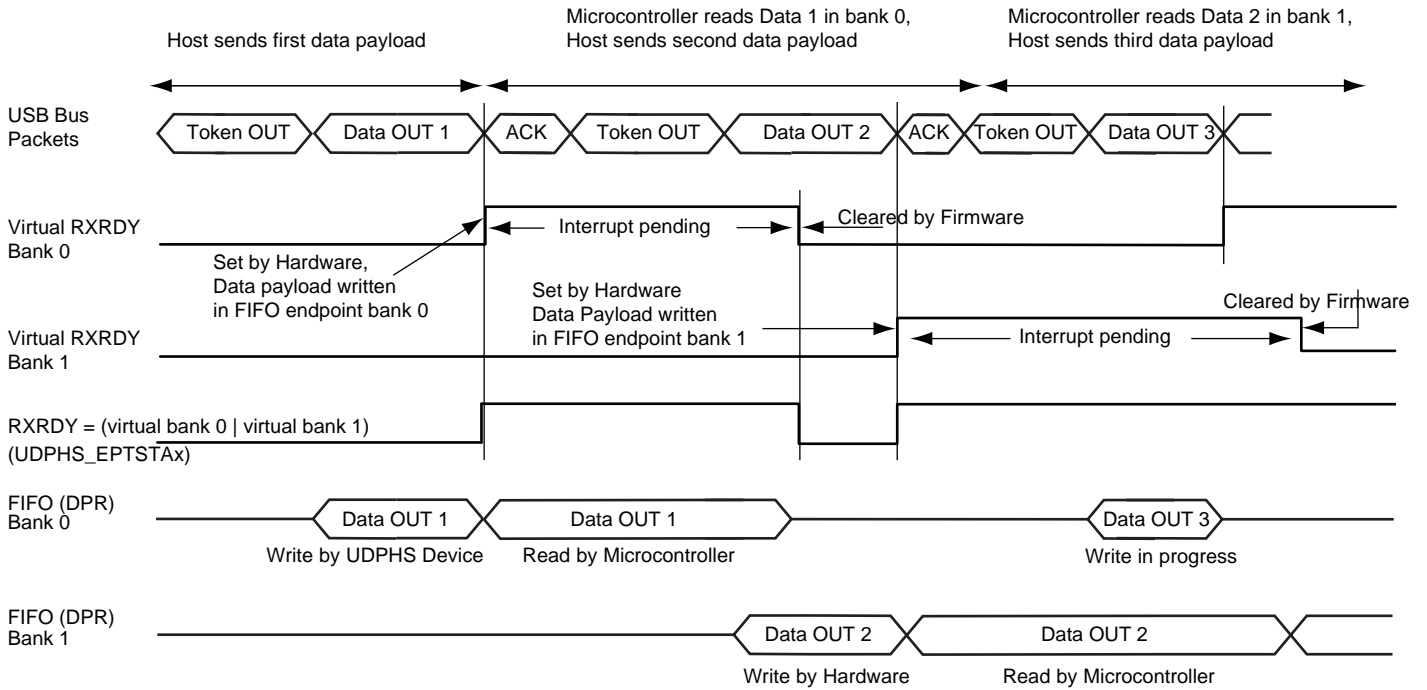 Host sends first data payload
Microcontroller reads Data 1 in bank 0,
Host sends second data payload
Microcontroller reads Data 2 in bank 1,
Host sends third data payload
USB Bus
Packets
Token OUT
Data OUT 1
ACK
Token OUT
Data OUT 2
ACK
Token OUT
Data OUT 3
Virtual RXRDY
Bank 0
Interrupt pending
Cleared by Firmware
Set by Hardware,
Data payload written
in FIFO endpoint bank 0
Set by Hardware
Data Payload written
in FIFO endpoint bank 1
Cleared by Firmware
Virtual RXRDY
Bank 1
Interrupt pending
RXRDY = (virtual bank 0 | virtual bank 1)
(UDPHS_EPTSTAx)
FIFO (DPR)
Bank 0
Data OUT 1
Data OUT 1
Data OUT 3
Write by UDPHS Device
Read by Microcontroller
Write in progress
FIFO (DPR)
Bank 1
Data OUT 2
Data OUT 2
Write by Hardware
Read by Microcontroller